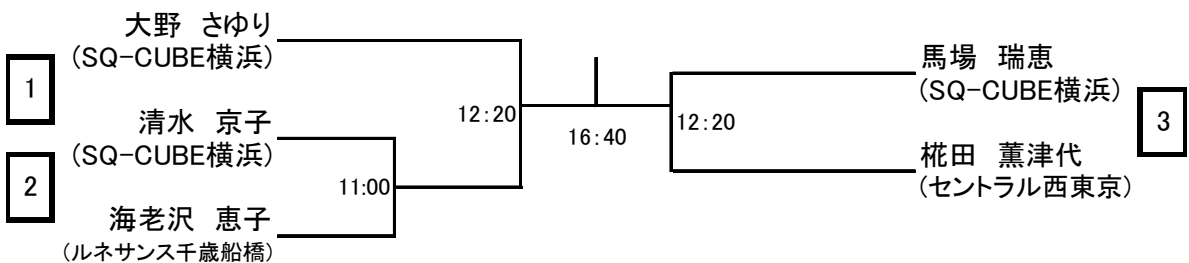 大野 さゆり
(SQ-CUBE横浜)
1
清水 京子
(SQ-CUBE横浜)
2
海老沢 恵子
(ルネサンス千歳船橋)
11:00
12:20
16:40
12:20
馬場 瑞恵
(SQ-CUBE横浜)
3
椛田 薫津代
(セントラル西東京)